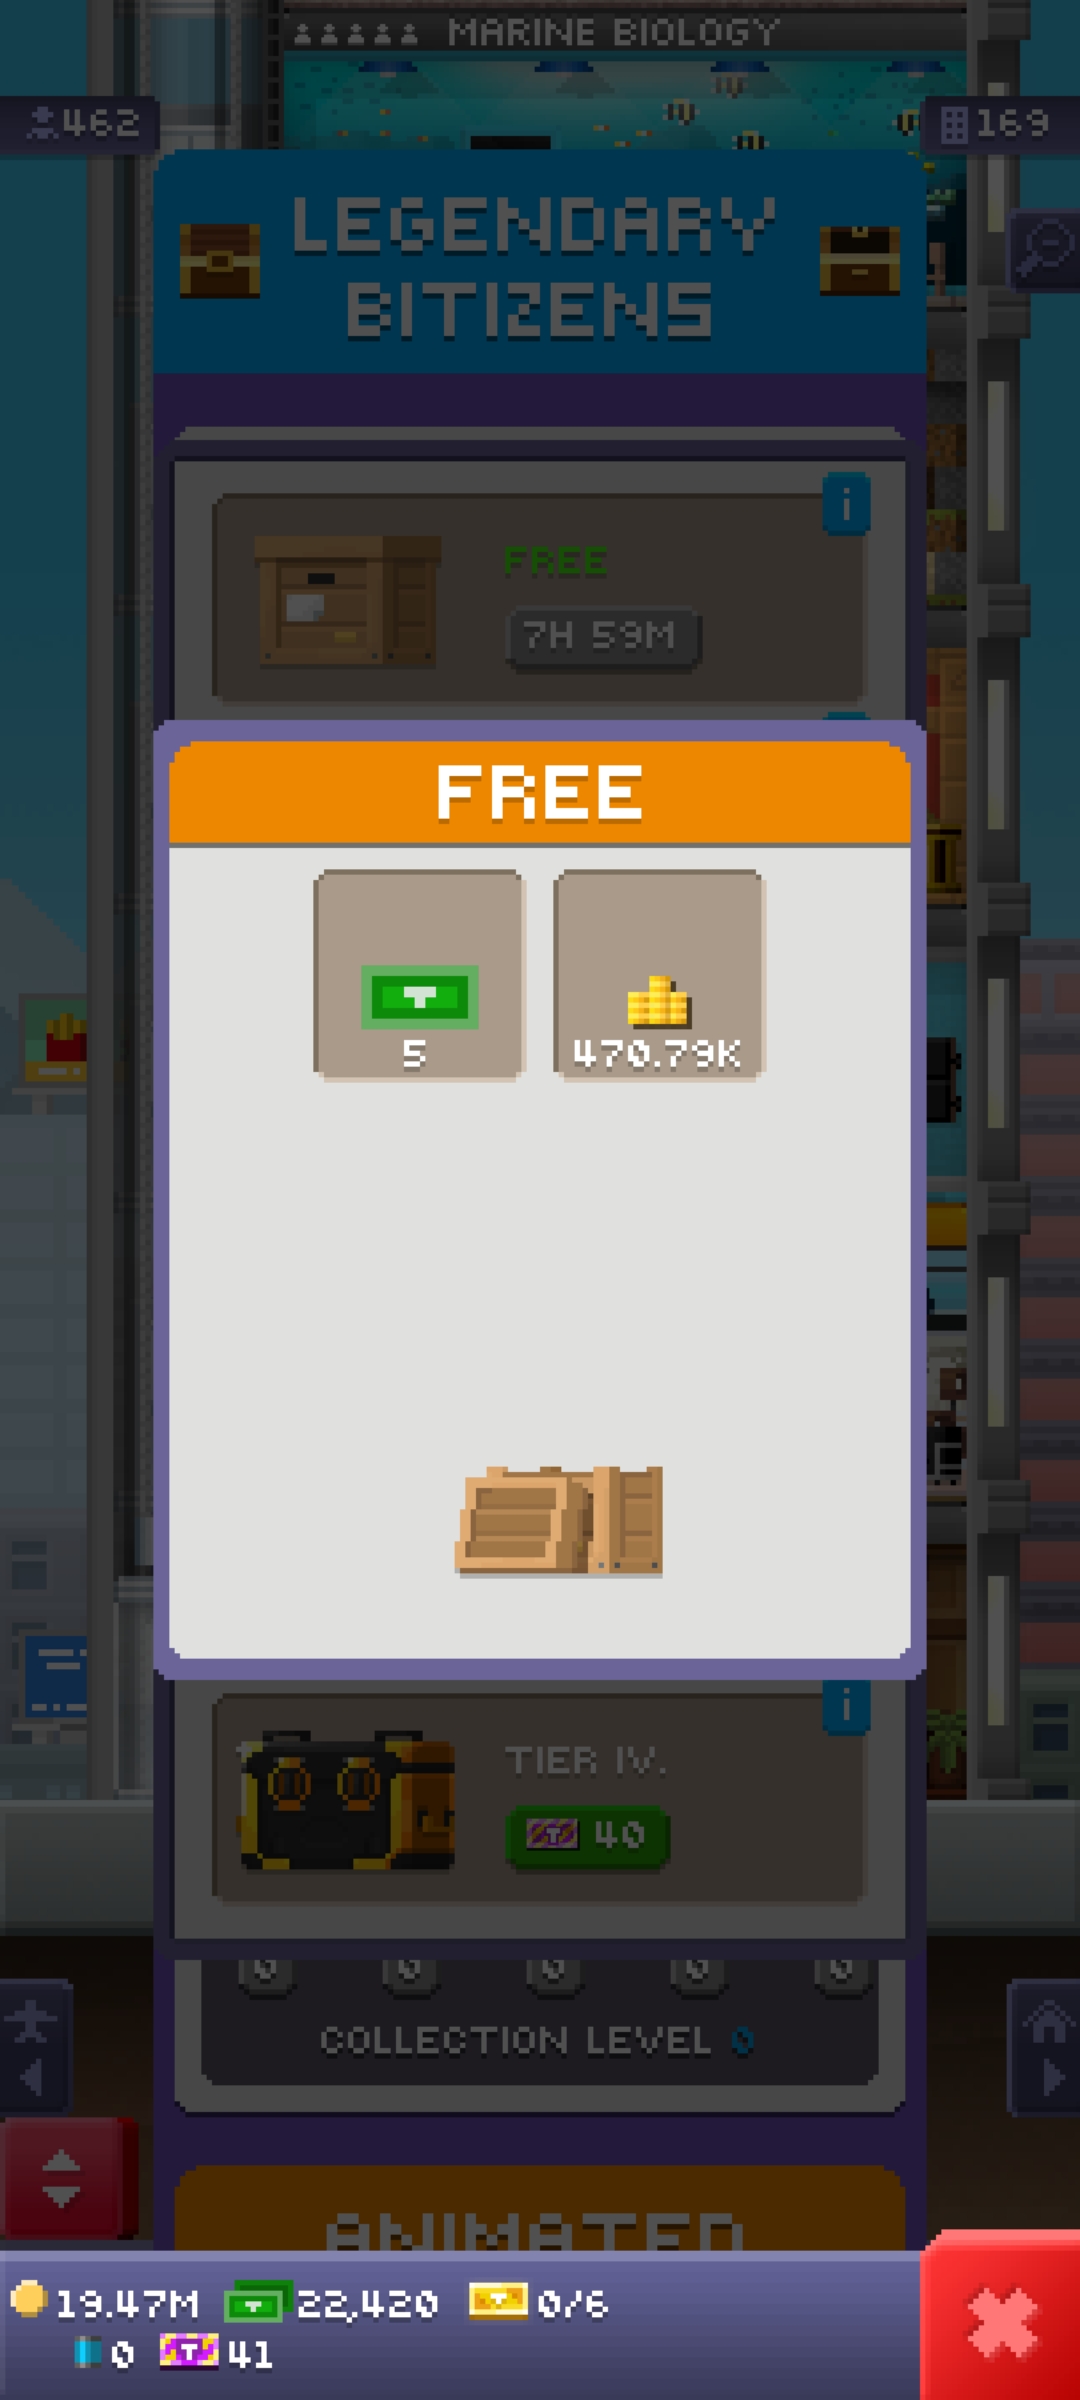 MARINE BIOLOGY
462
169
LEGENDARY
BITIZENS
i
FREE
7H 59M
FREE
T
5
470.79K
i
TIER IV.
T 40
0 0 0 0 0
COLLECTION LEVEL 0
ANIMATED
19.47M T 22,420 T 0/6
0 T 41